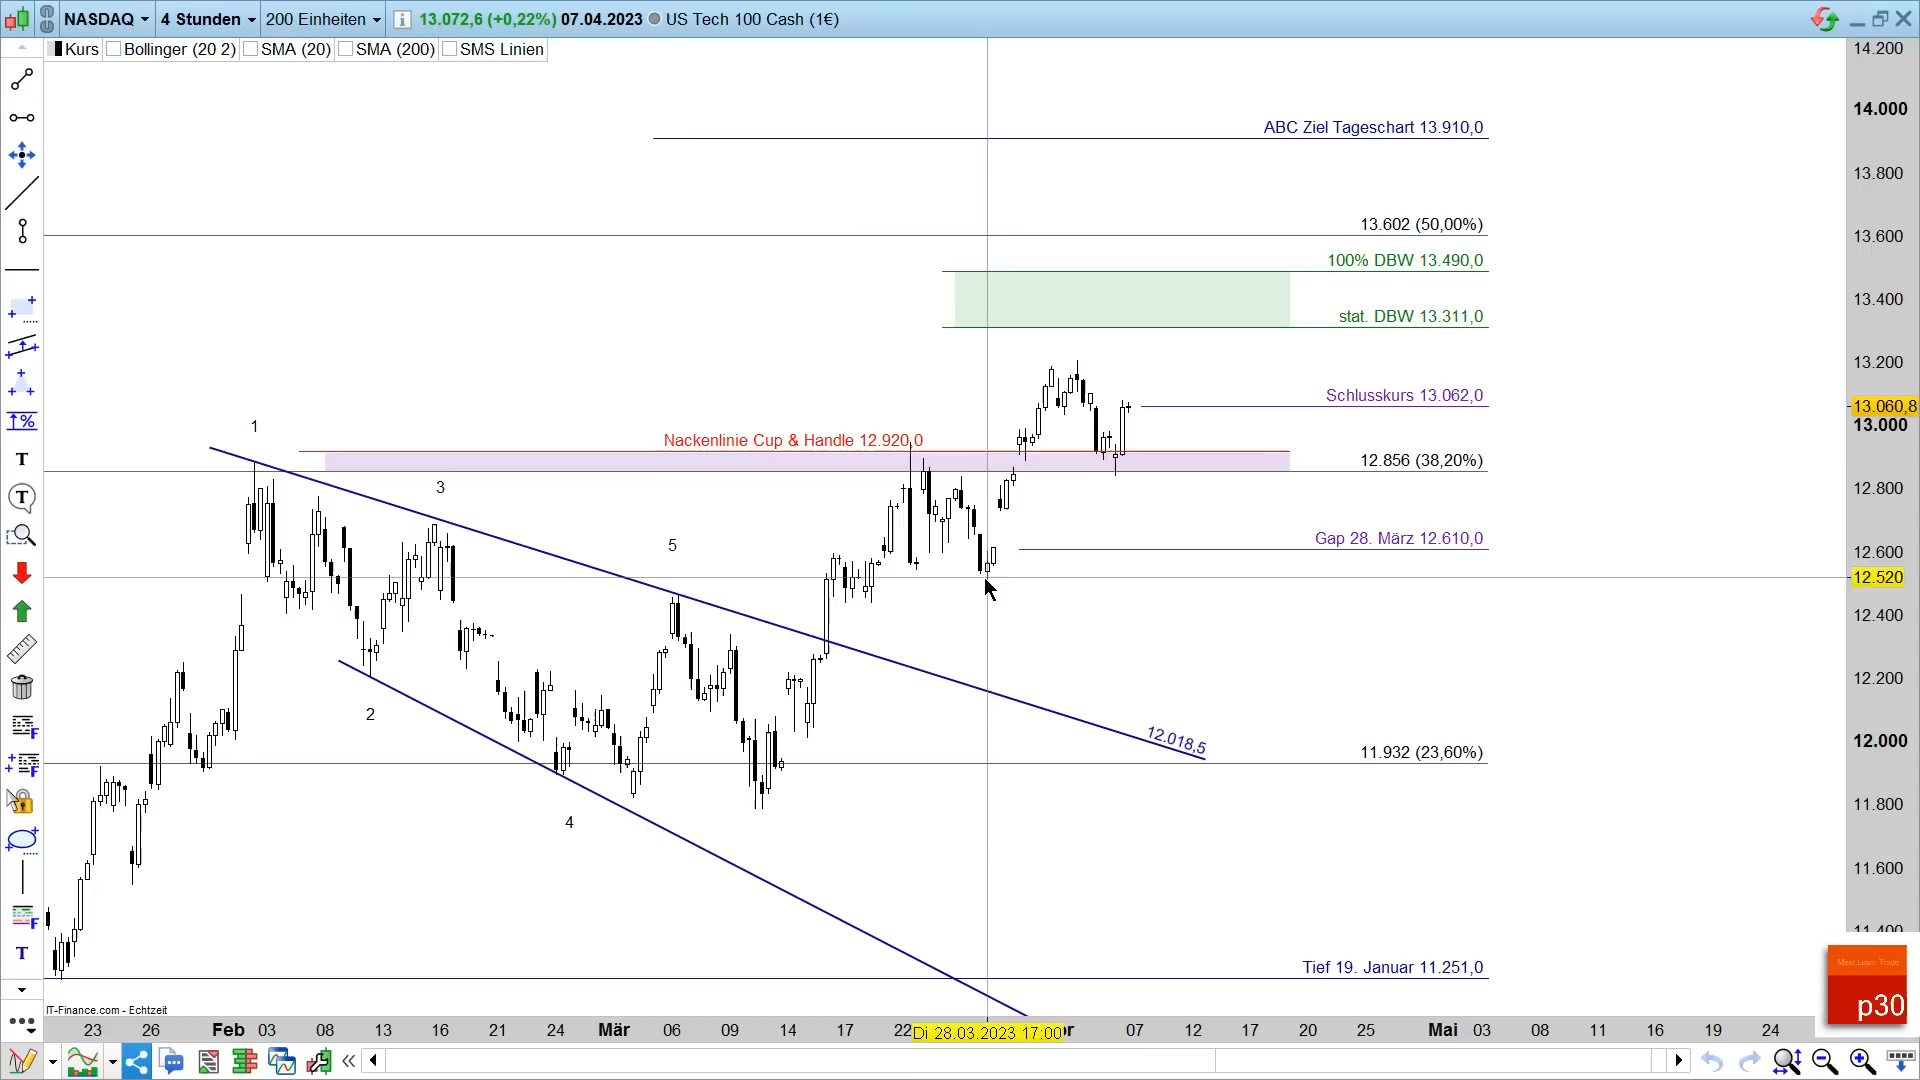 NASDAQ 4 Stunden 200 Einheiten 13.072,6 (+0,22%) 07.04.2023 US Tech 100 Cash (1€)
Kurs Bollinger (20 2) SMA (20) SMA (200) SMS Linien
14.200
ABC Ziel Tageschart 13.910,0
14.000
13.800
13.602 (50,00%)
13.600
100% DBW 13.490,0
13.400
stat. DBW 13.311,0
13.200
Schlusskurs 13.062,0
13.060,8
13.000
1
Nackenlinie Cup & Handle 12.920,0
12.856 (38,20%)
3
12.800
Gap 28. März 12.610,0
5
12.600
12.520
12.400
12.200
2
12.018,5
11.932 (23,60%)
12.000
4
11.800
11.600
11.400
Tief 19. Januar 11.251,0
IT-Finance.com - Echtzeit
23 26 Feb 03 08 13 16 21 24 Mär 06 09 14 17 22 Di 28.03.2023 17:00 or 07 12 17 20 25 Mai 03 08 11 16 19 24
T
T
%
F
F
F
T
Meet Learn Trade
p30